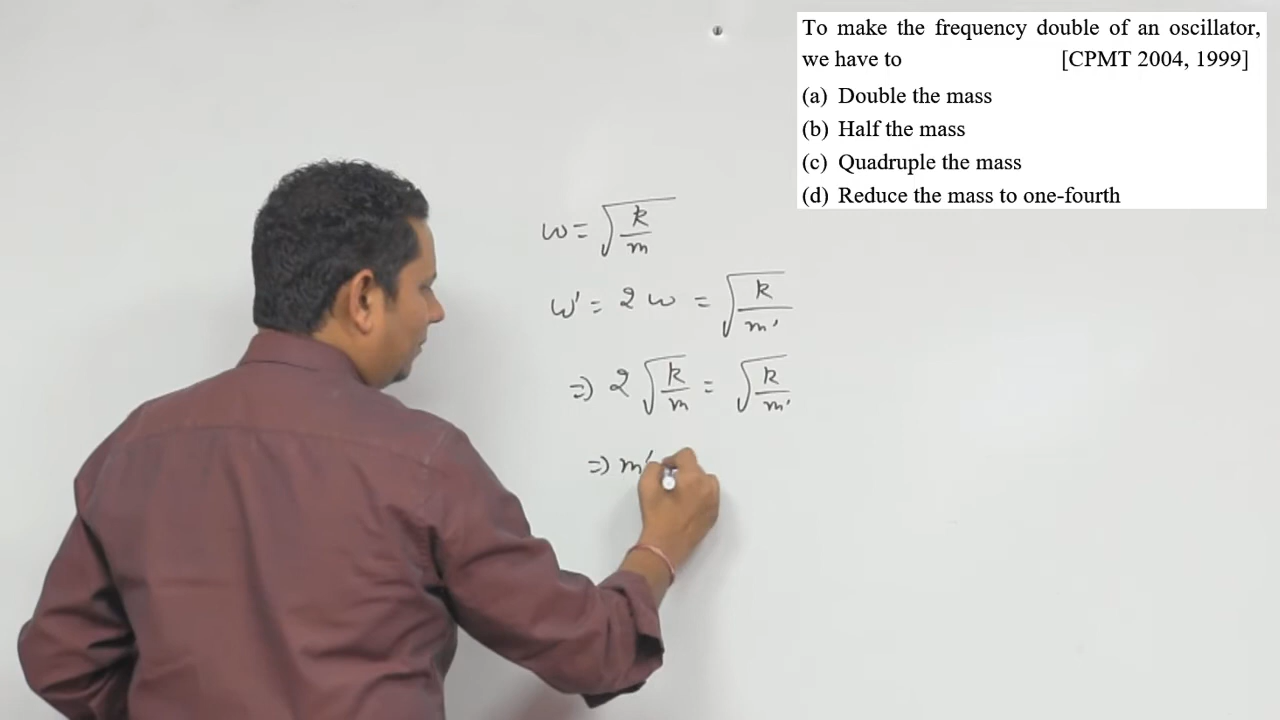 To make the frequency double of an oscillator,
we have to [CPMT 2004, 1999]
(a) Double the mass
(b) Half the mass
(c) Quadruple the mass
(d) Reduce the mass to one-fourth
ω = √(k/m)
ω' = 2ω = √(k/m')
⇒ 2√(k/m) = √(k/m')
⇒ m'